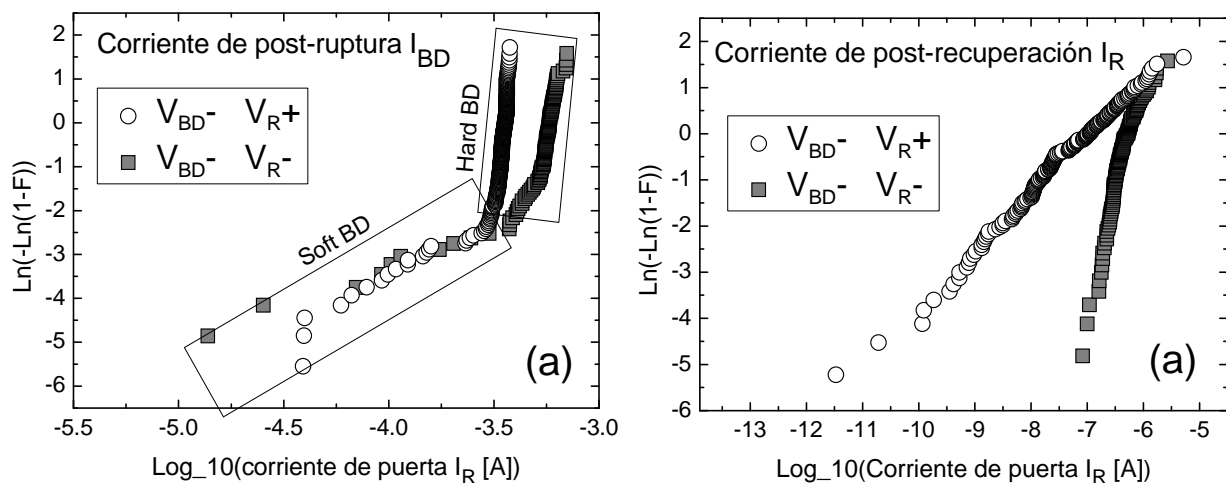 Corriente de post-ruptura I_BD
V_BD- V_R+
V_BD- V_R-
Hard BD
Soft BD
(a)
Ln(-Ln(1-F))
2
1
0
-1
-2
-3
-4
-5
-6
-5.5 -5.0 -4.5 -4.0 -3.5 -3.0
Log_10(corriente de puerta I_R [A])
Corriente de post-recuperación I_R
V_BD- V_R+
V_BD- V_R-
(a)
Ln(-Ln(1-F))
2
1
0
-1
-2
-3
-4
-5
-6
-13 -12 -11 -10 -9 -8 -7 -6 -5
Log_10(Corriente de puerta I_R [A])